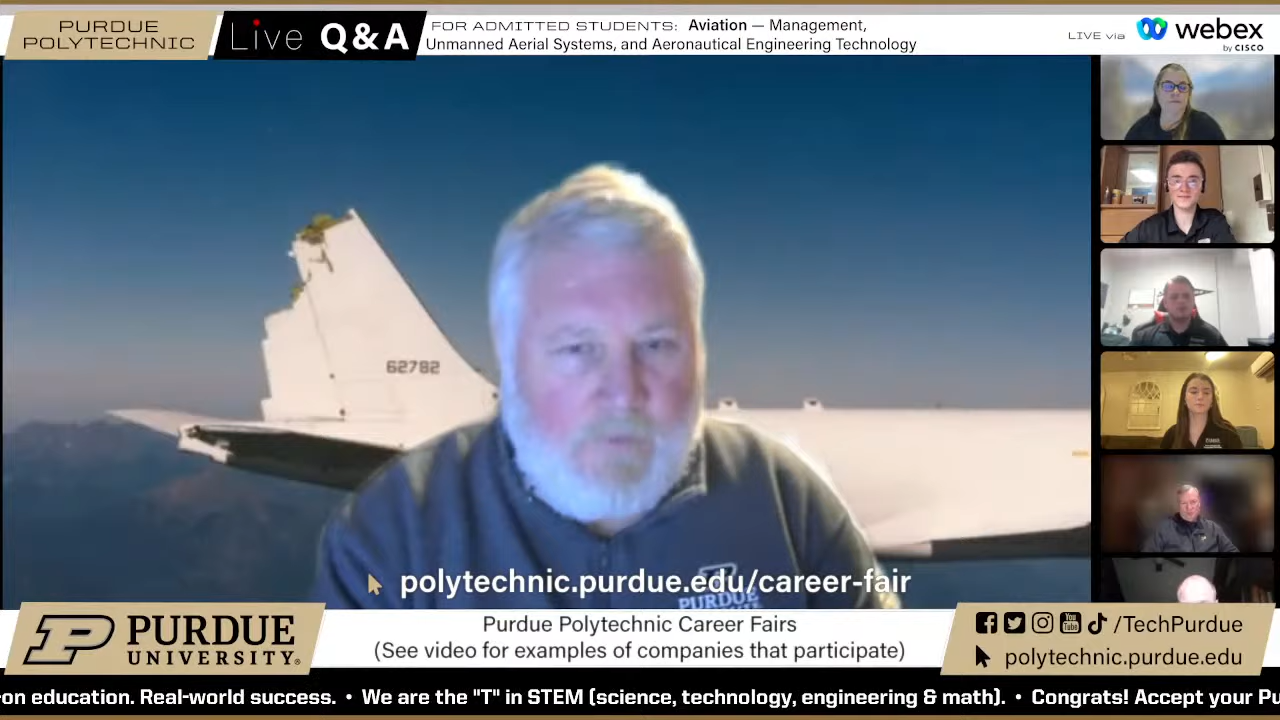 PURDUE
POLYTECHNIC
Live Q&A
FOR ADMITTED STUDENTS: Aviation — Management,
Unmanned Aerial Systems, and Aeronautical Engineering Technology
LIVE via webex
by CISCO
62782
polytechnic.purdue.edu/career-fair
PURDUE
P PURDUE
UNIVERSITY®
Purdue Polytechnic Career Fairs
(See video for examples of companies that participate)
You
Tube
/TechPurdue
polytechnic.purdue.edu
-on education. Real-world success. • We are the "T" in STEM (science, technology, engineering & math). • Congrats! Accept your Pu